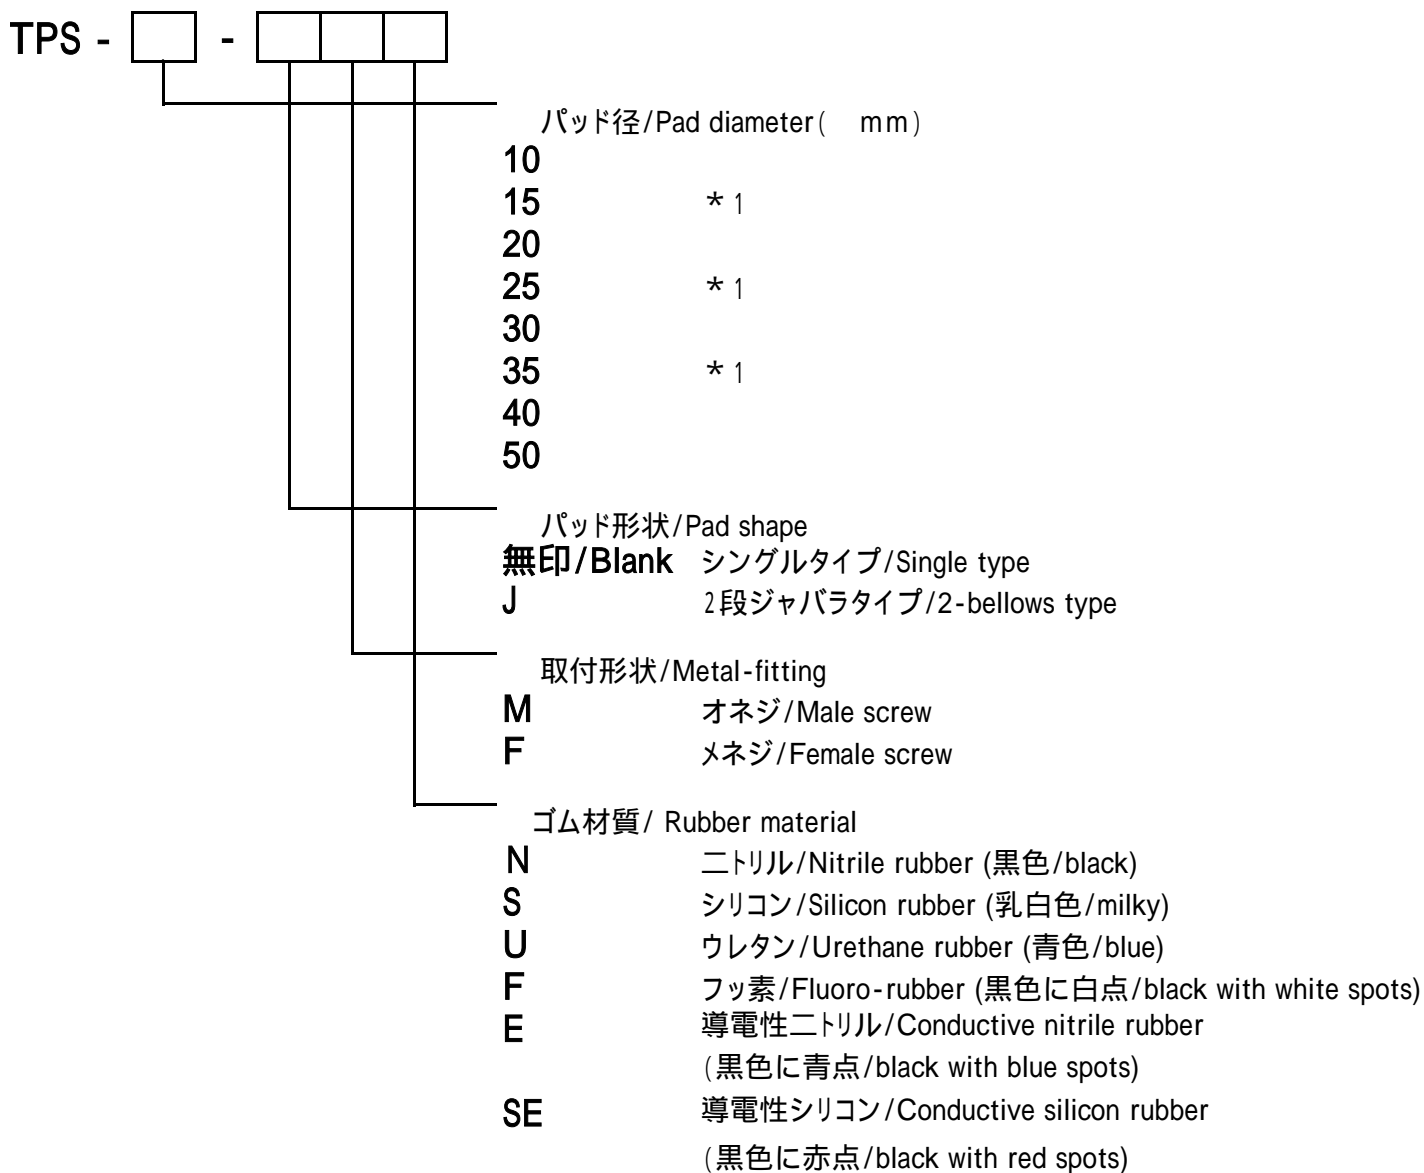 TPS - -
パッド径/Pad diameter( mm)
10
15 *1
20
25 *1
30
35 *1
40
50
パッド形状/Pad shape
無印/Blank シングルタイプ/Single type
J 2段ジャバラタイプ/2-bellows type
取付形状/Metal-fitting
M オネジ/Male screw
F メネジ/Female screw
ゴム材質/ Rubber material
N ニトリル/Nitrile rubber (黒色/black)
S シリコン/Silicon rubber (乳白色/milky)
U ウレタン/Urethane rubber (青色/blue)
F フッ素/Fluoro-rubber (黒色に白点/black with white spots)
E 導電性ニトリル/Conductive nitrile rubber
(黒色に青点/black with blue spots)
SE 導電性シリコン/Conductive silicon rubber
(黒色に赤点/black with red spots)